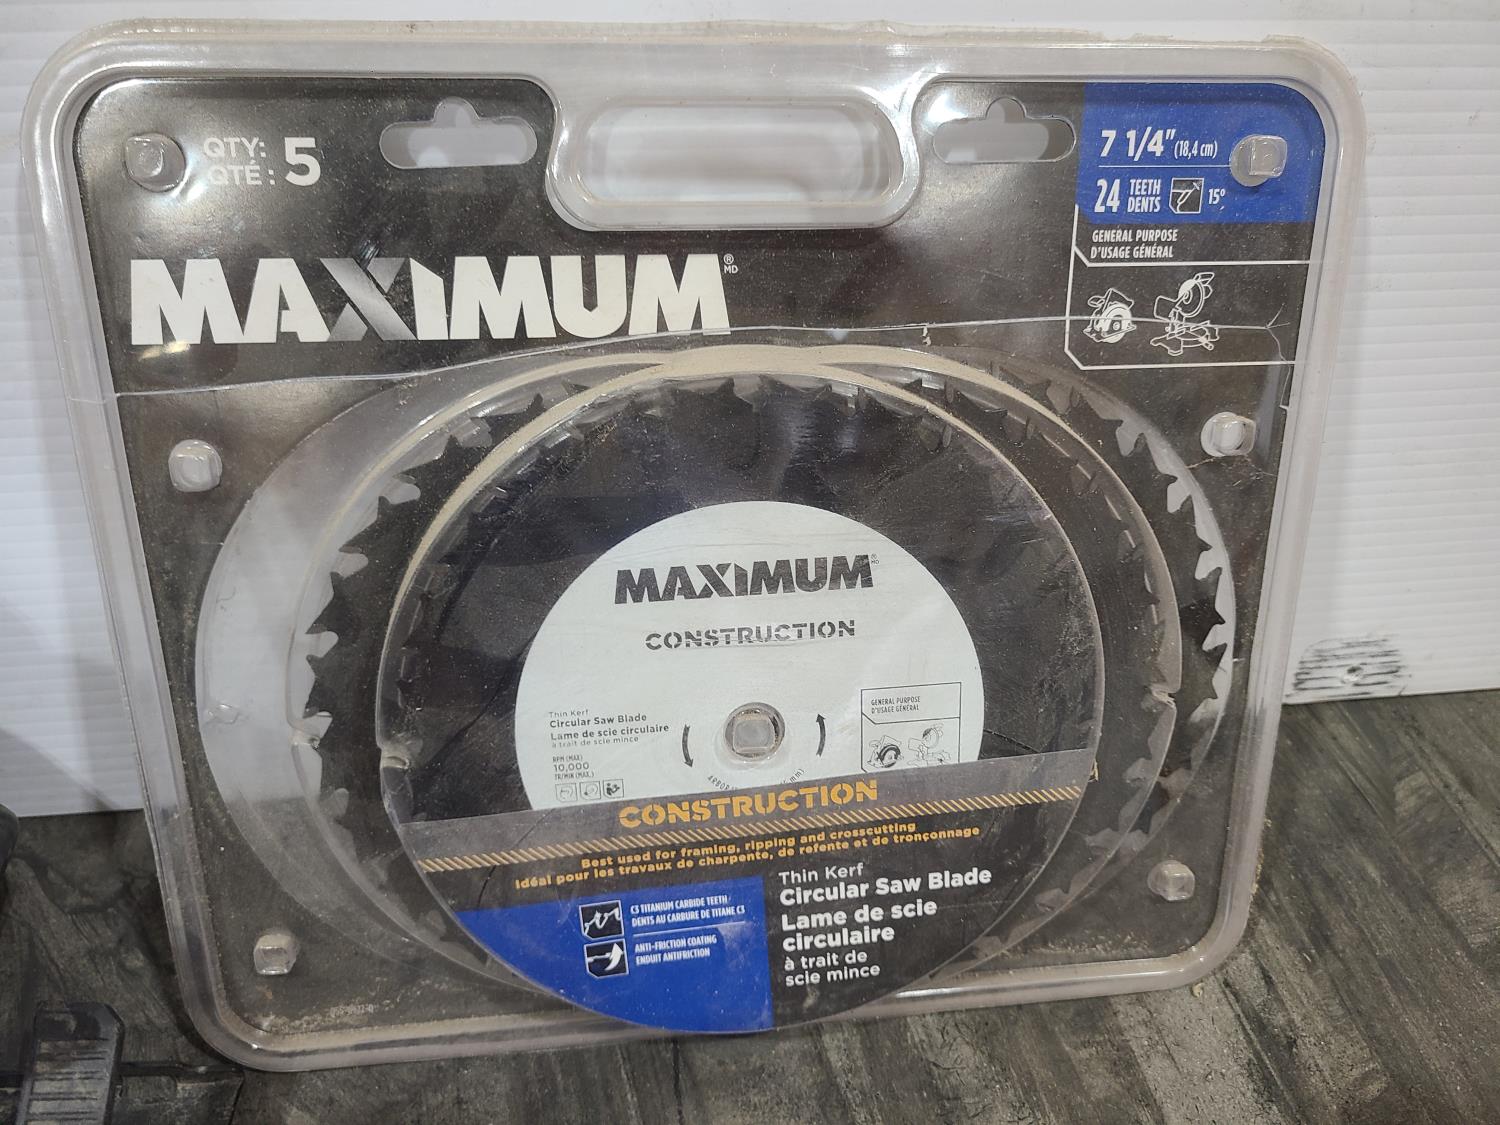 QTY: 5
QTÉ :
7 1/4" (18,4 cm)
24 TEETH
DENTS 15°
GENERAL PURPOSE
D'USAGE GÉNÉRAL
MAXIMUM® MD
MAXIMUM® MD
CONSTRUCTION
GENERAL PURPOSE
D'USAGE GÉNÉRAL
Thin Kerf
Circular Saw Blade
Lame de scie circulaire
à trait de scie mince
RPM (MAX)
10,000
TR/MIN (MAX.)
CONSTRUCTION
Best used for framing, ripping and crosscutting
Idéal pour les travaux de charpente, de refente et de tronçonnage
C3 TITANIUM CARBIDE TEETH
DENTS AU CARBURE DE TITANE C3
ANTI-FRICTION COATING
ENDUIT ANTIFRICTION
Thin Kerf
Circular Saw Blade
Lame de scie
circulaire
à trait de
scie mince